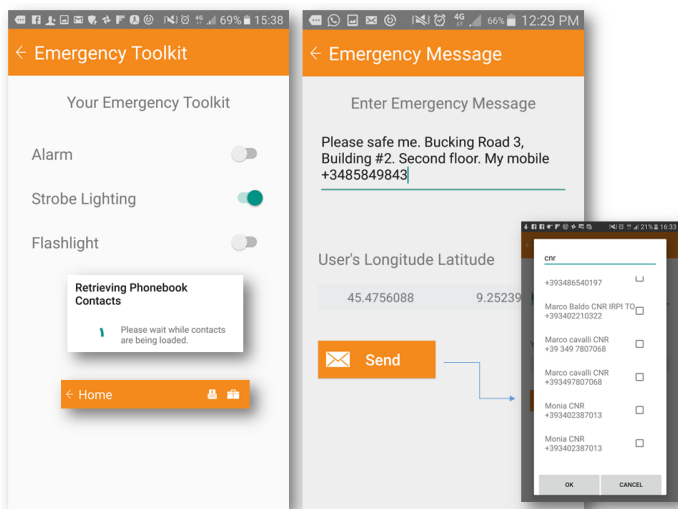 69% 15:38
Emergency Toolkit
Your Emergency Toolkit
Alarm
Strobe Lighting
Flashlight
Retrieving Phonebook
Contacts
Please wait while contacts
are being loaded.
Home
4G 66% 12:29 PM
Emergency Message
Enter Emergency Message
Please safe me. Bucking Road 3,
Building #2. Second floor. My mobile
+3485849843
User's Longitude Latitude
45.4756088 9.25239
Send
21% 16:33
cnr
+393486540197
Marco Baldo CNR IRPI TO
+393402210322
Marco cavalli CNR
+39 349 7807068
Marco cavalli CNR
+393497807068
Monia CNR
+393402387013
Monia CNR
+393402387013
OK CANCEL